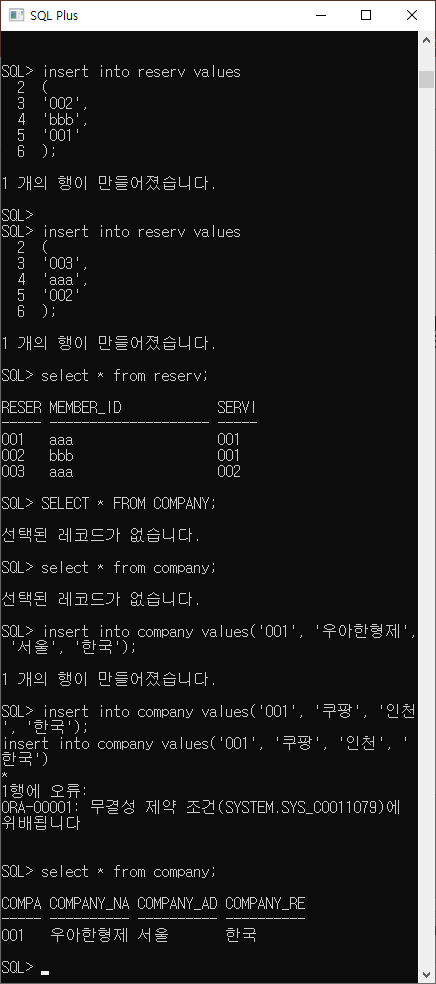 SQL Plus
SQL> insert into reserv values
2 (
3 '002',
4 'bbb',
5 '001'
6 );
1 개의 행이 만들어졌습니다.
SQL>
SQL> insert into reserv values
2 (
3 '003',
4 'aaa',
5 '002'
6 );
1 개의 행이 만들어졌습니다.
SQL> select * from reserv;
RESER MEMBER_ID SERVI
----- -------------------- -----
001 aaa 001
002 bbb 001
003 aaa 002
SQL> SELECT * FROM COMPANY;
선택된 레코드가 없습니다.
SQL> select * from company;
선택된 레코드가 없습니다.
SQL> insert into company values('001', '우아한형제',
'서울', '한국');
1 개의 행이 만들어졌습니다.
SQL> insert into company values('001', '쿠팡', '인천
', '한국');
insert into company values('001', '쿠팡', '인천', '
한국')
*
1행에 오류:
ORA-00001: 무결성 제약 조건(SYSTEM.SYS_C0011079)에
위배됩니다
SQL> select * from company;
COMPA COMPANY_NA COMPANY_AD COMPANY_RE
----- ---------- ---------- ----------
001 우아한형제 서울 한국
SQL>